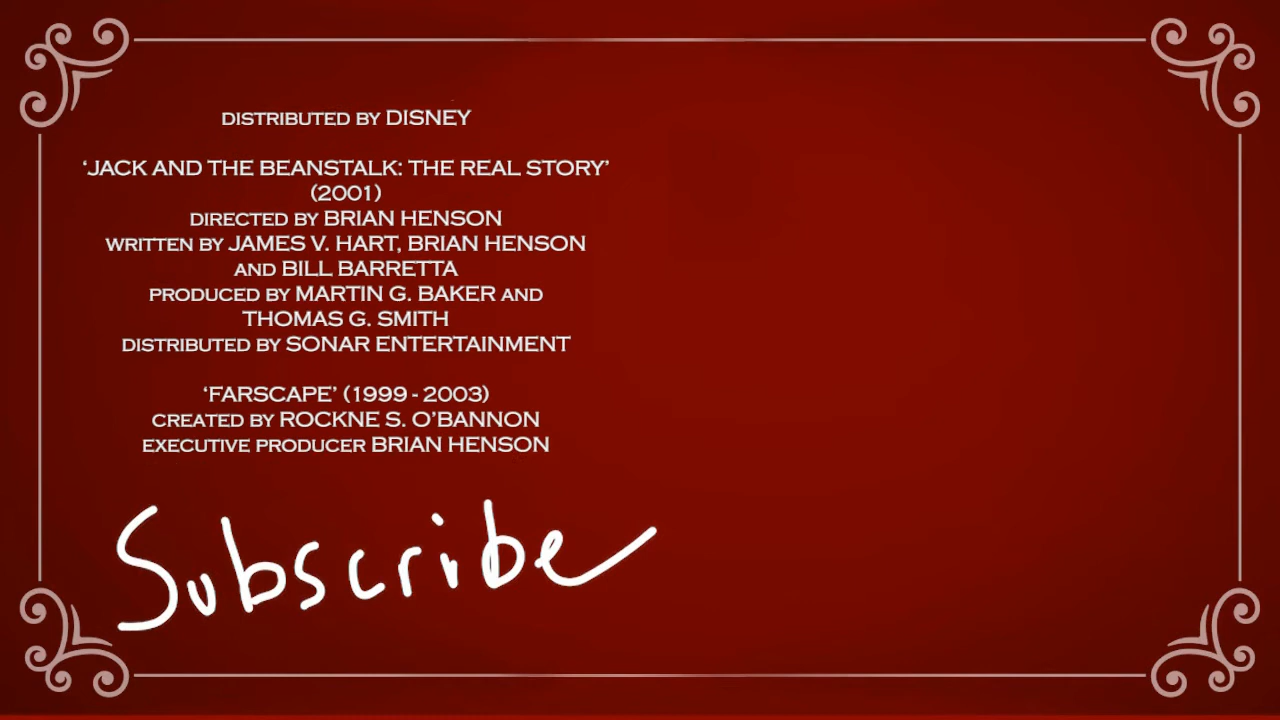 DISTRIBUTED BY DISNEY
‘JACK AND THE BEANSTALK: THE REAL STORY’
(2001)
DIRECTED BY BRIAN HENSON
WRITTEN BY JAMES V. HART, BRIAN HENSON
AND BILL BARRETTA
PRODUCED BY MARTIN G. BAKER AND
THOMAS G. SMITH
DISTRIBUTED BY SONAR ENTERTAINMENT
‘FARSCAPE’ (1999 - 2003)
CREATED BY ROCKNE S. O’BANNON
EXECUTIVE PRODUCER BRIAN HENSON
Subscribe